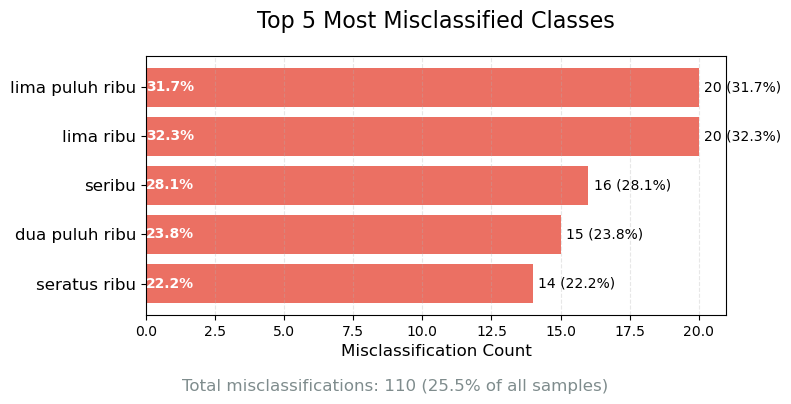 Top 5 Most Misclassified Classes
lima puluh ribu 31.7% 20 (31.7%)
lima ribu 32.3% 20 (32.3%)
seribu 28.1% 16 (28.1%)
dua puluh ribu 23.8% 15 (23.8%)
seratus ribu 22.2% 14 (22.2%)
0.0 2.5 5.0 7.5 10.0 12.5 15.0 17.5 20.0
Misclassification Count
Total misclassifications: 110 (25.5% of all samples)